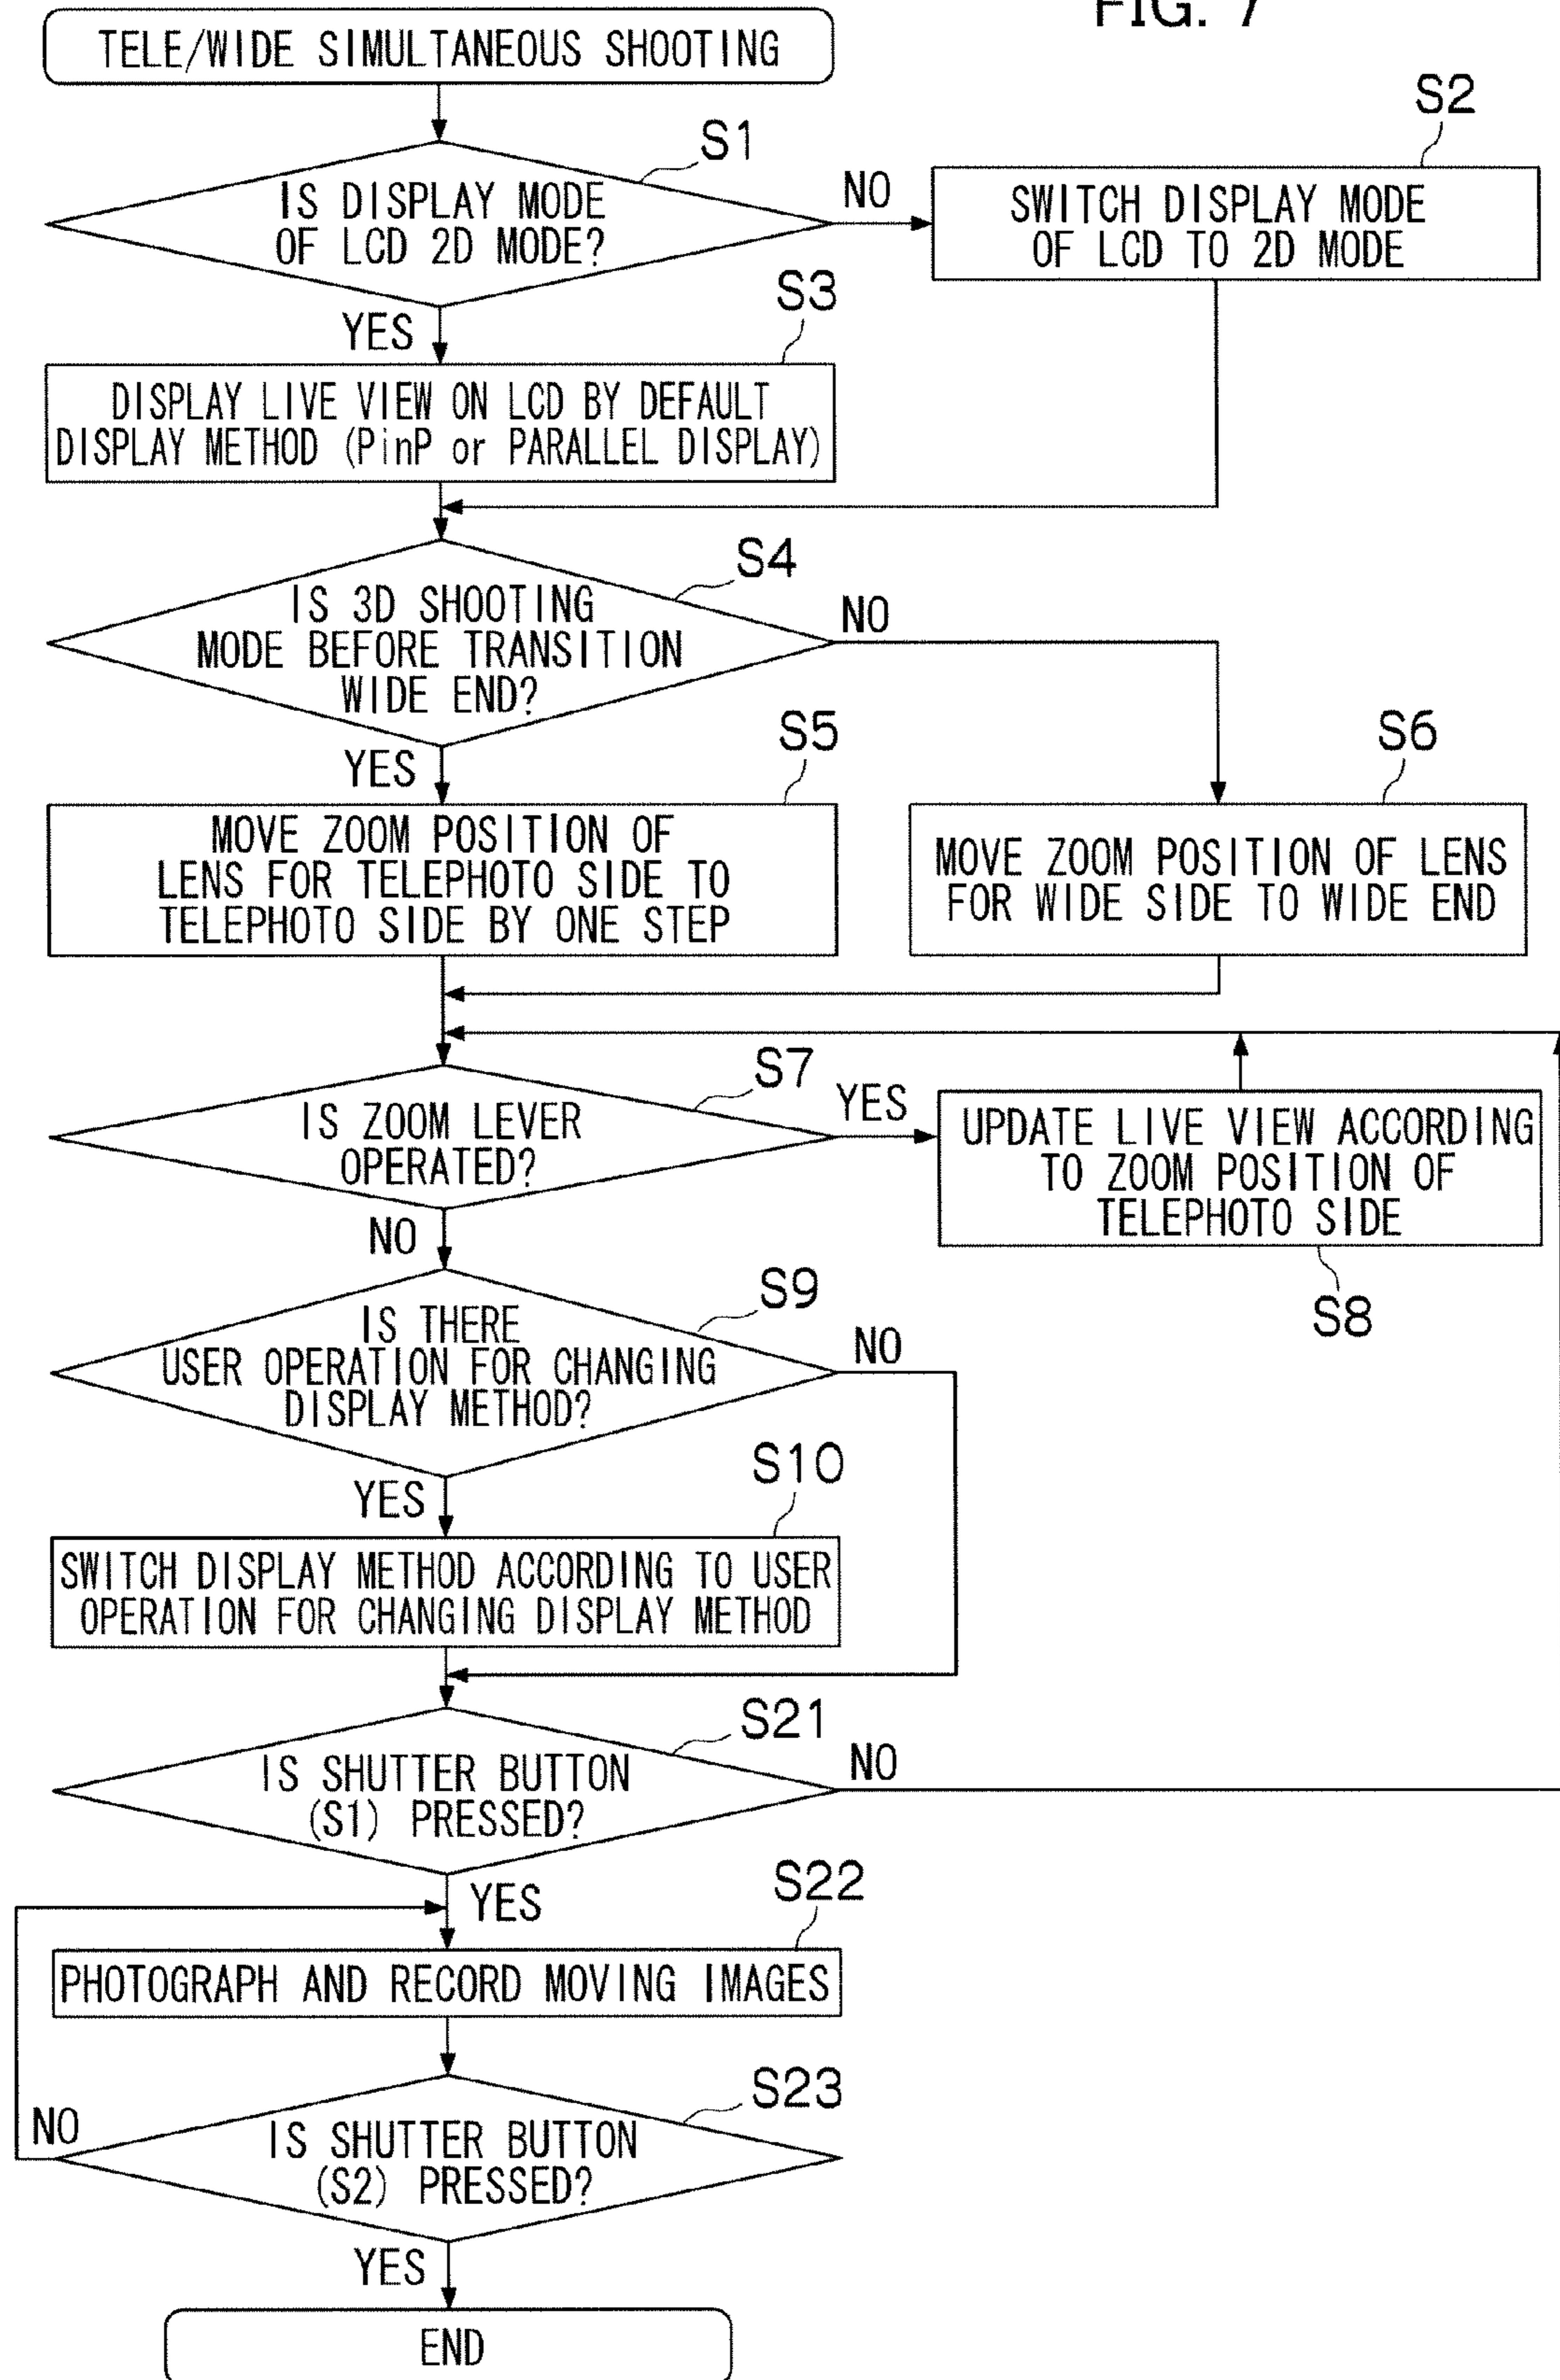 FIG. 7
TELE/WIDE SIMULTANEOUS SHOOTING
S1
IS DISPLAY MODE
OF LCD 2D MODE?
NO
S2
SWITCH DISPLAY MODE
OF LCD TO 2D MODE
YES
S3
DISPLAY LIVE VIEW ON LCD BY DEFAULT
DISPLAY METHOD (PinP or PARALLEL DISPLAY)
S4
IS 3D SHOOTING
MODE BEFORE TRANSITION
WIDE END?
NO
YES
S5
MOVE ZOOM POSITION OF
LENS FOR TELEPHOTO SIDE TO
TELEPHOTO SIDE BY ONE STEP
S6
MOVE ZOOM POSITION OF LENS
FOR WIDE SIDE TO WIDE END
S7
IS ZOOM LEVER
OPERATED?
YES
UPDATE LIVE VIEW ACCORDING
TO ZOOM POSITION OF
TELEPHOTO SIDE
S8
NO
S9
IS THERE
USER OPERATION FOR CHANGING
DISPLAY METHOD?
NO
YES
S10
SWITCH DISPLAY METHOD ACCORDING TO USER
OPERATION FOR CHANGING DISPLAY METHOD
S21
IS SHUTTER BUTTON
(S1) PRESSED?
NO
YES
S22
PHOTOGRAPH AND RECORD MOVING IMAGES
S23
IS SHUTTER BUTTON
(S2) PRESSED?
NO
YES
END